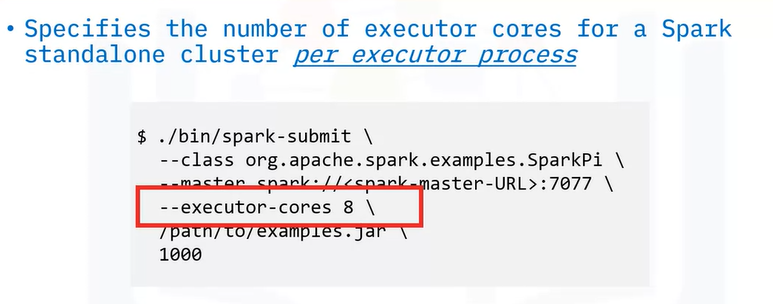 • Specifies the number of executor cores for a Spark
standalone cluster per executor process
$ ./bin/spark-submit \
--class org.apache.spark.examples.SparkPi \
--master spark://<spark-master-URL>:7077 \
--executor-cores 8 \
/path/to/examples.jar \
1000